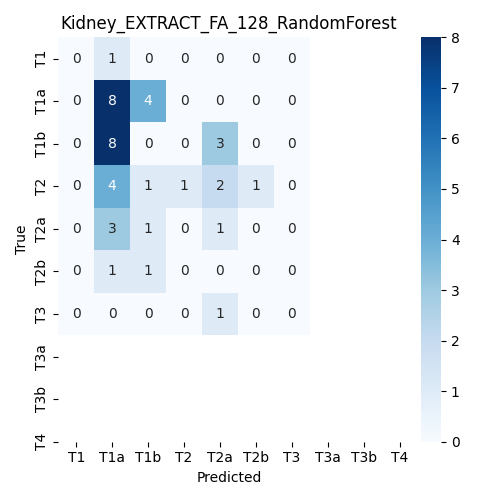 Kidney_EXTRACT_FA_128_RandomForest
T1 0 1 0 0 0 0 0
T1a 0 8 4 0 0 0 0
T1b 0 8 0 0 3 0 0
T2 0 4 1 1 2 1 0
T2a 0 3 1 0 1 0 0
T2b 0 1 1 0 0 0 0
T3 0 0 0 0 1 0 0
T3a
T3b
T4
True
T1 T1a T1b T2 T2a T2b T3 T3a T3b T4
Predicted
8
7
6
5
4
3
2
1
0